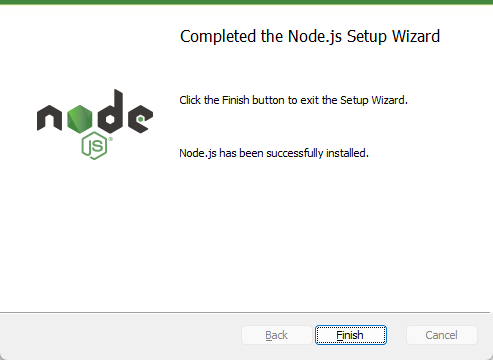 Completed the Node.js Setup Wizard
Click the Finish button to exit the Setup Wizard.
node
JS®
Node.js has been successfully installed.
Back
Finish
Cancel